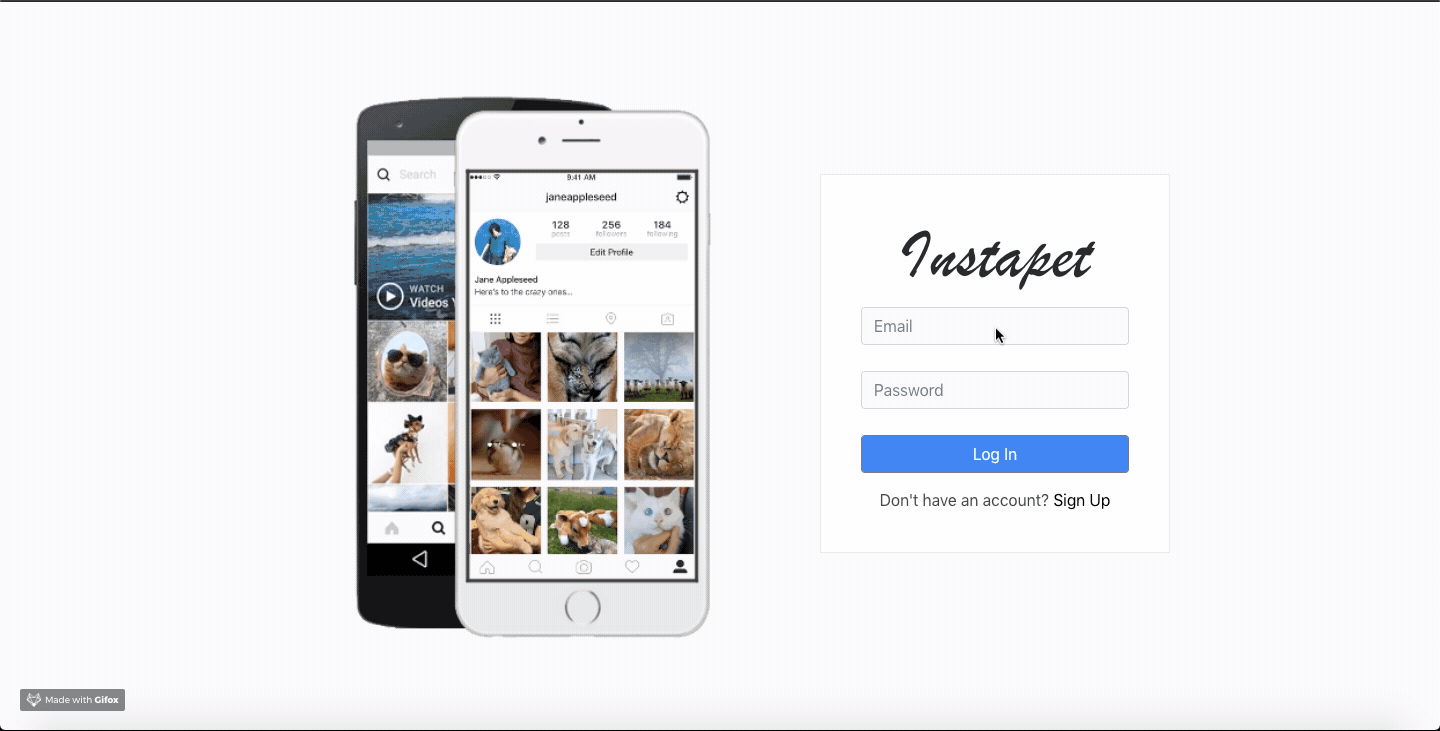 Search
WATCH
Videos
9:41 AM
janeappleseed
128 256 184
posts followers following
Edit Profile
Jane Appleseed
Here's to the crazy ones...
Instapet
Email
Password
Log In
Don't have an account? Sign Up
Made with Gifox